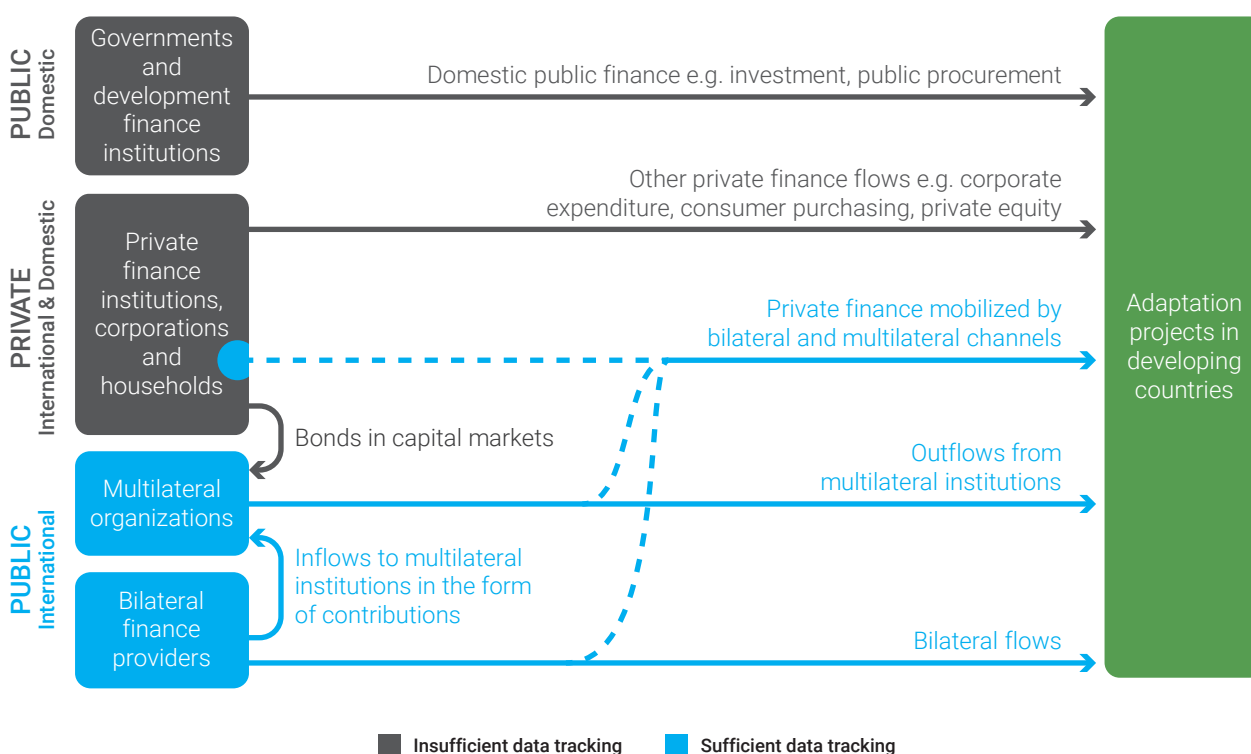 PUBLIC
Domestic
Governments
and
development
finance
institutions
Domestic public finance e.g. investment, public procurement
PRIVATE
International & Domestic
Private
finance
institutions,
corporations
and
households
Other private finance flows e.g. corporate
expenditure, consumer purchasing, private equity
Private finance mobilized by
bilateral and multilateral channels
Adaptation
projects in
developing
countries
Bonds in capital markets
PUBLIC
International
Multilateral
organizations
Outflows from
multilateral institutions
Inflows to multilateral
institutions in the form
of contributions
Bilateral
finance
providers
Bilateral flows
Insufficient data tracking
Sufficient data tracking